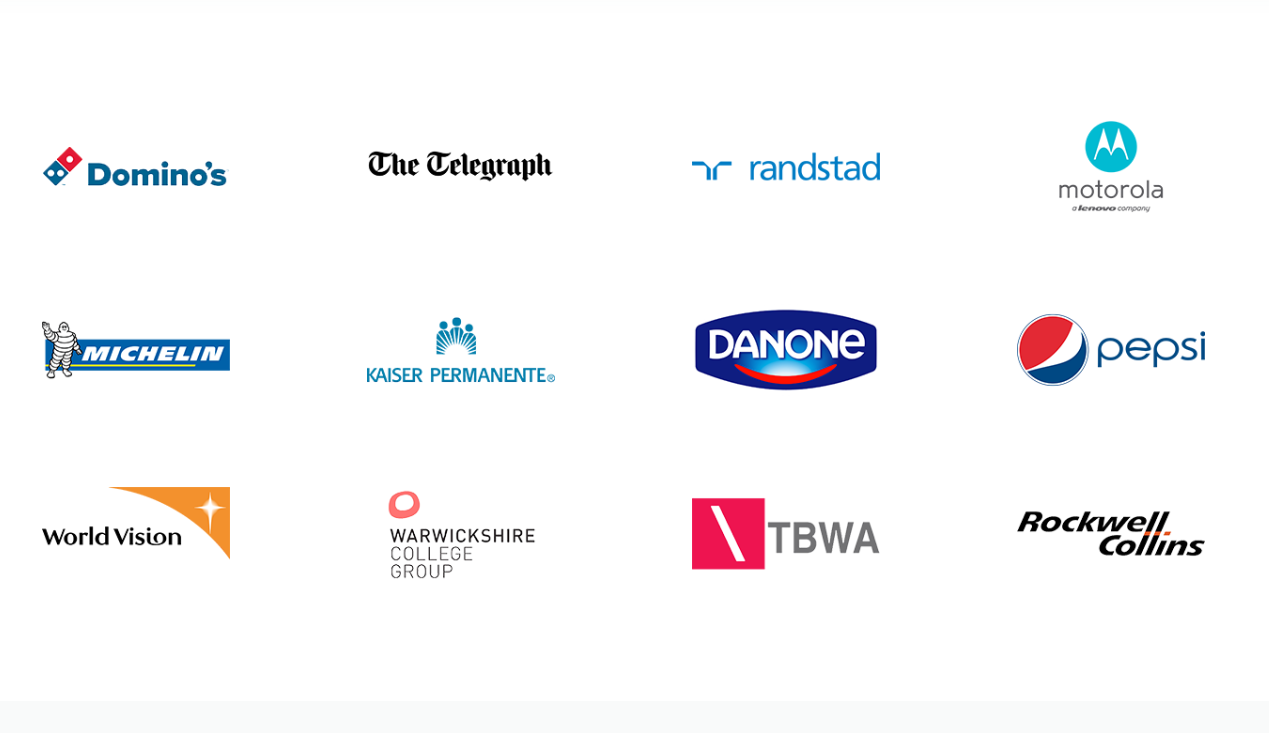 Domino's
The Telegraph
randstad
motorola
a lenovo company
MICHELIN
KAISER PERMANENTE®
DANONE
pepsi
World Vision
WARWICKSHIRE
COLLEGE
GROUP
TBWA
Rockwell
Collins